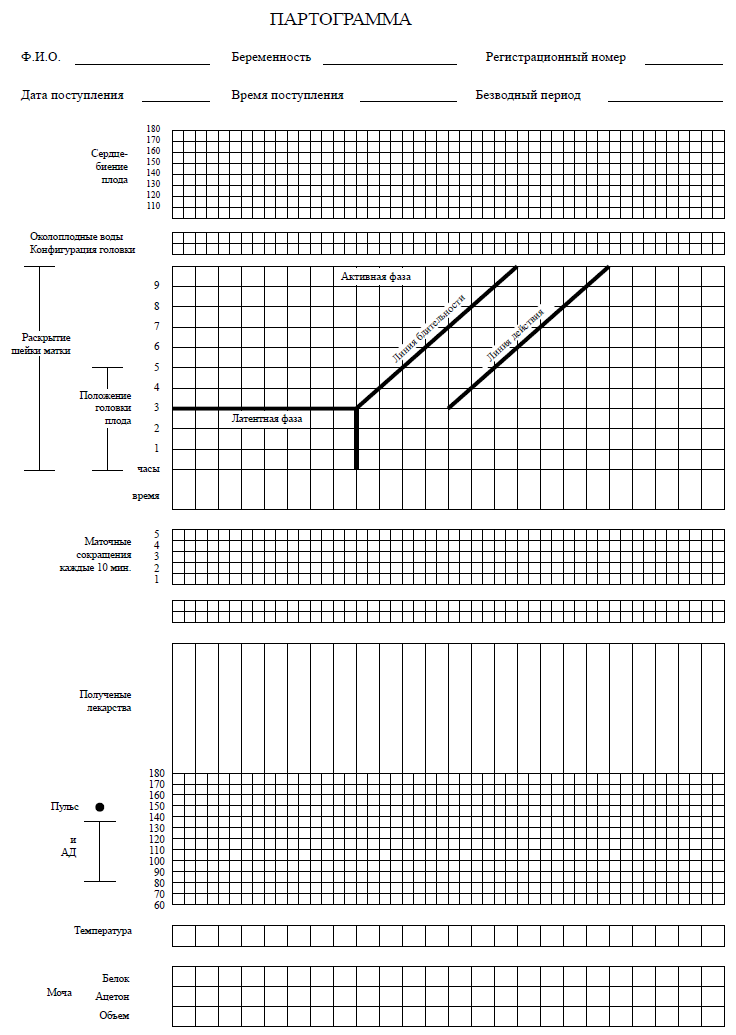 ПАРТОГРАММА
Ф.И.О. Беременность Регистрационный номер
Дата поступления Время поступления Безводный период
Сердце-
биение
плода
180
170
160
150
140
130
120
110
Околоплодные воды
Конфигурация головки
Раскрытие
шейки матки
Положение
головки
плода
9
8
7
6
5
4
3
2
1
часы
время
Активная фаза
Линия блительности
Линия действия
Латентная фаза
Маточные
сокращения
каждые 10 мин.
5
4
3
2
1
Полученые
лекарства
Пульс
и
АД
180
170
160
150
140
130
120
110
100
90
80
70
60
Температура
Моча
Белок
Ацетон
Объем